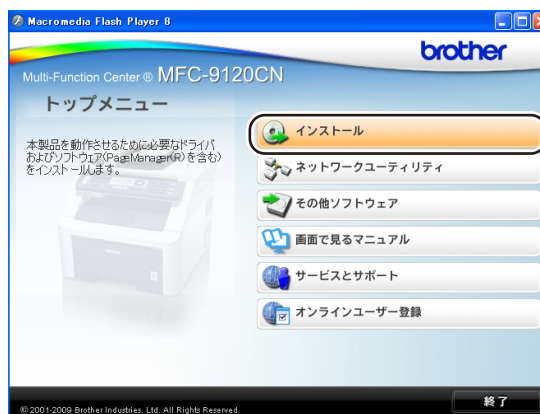 Macromedia Flash Player 8
brother
Multi-Function Center ® MFC-9120CN
トップメニュー
本製品を動作させるために必要なドライバ
およびソフトウェア(PageManager(R)を含む)
をインストールします。
インストール
ネットワークユーティリティ
その他ソフトウェア
画面で見るマニュアル
サービスとサポート
オンラインユーザー登録
終了
© 2001-2009 Brother Industries, Ltd. All Rights Reserved.